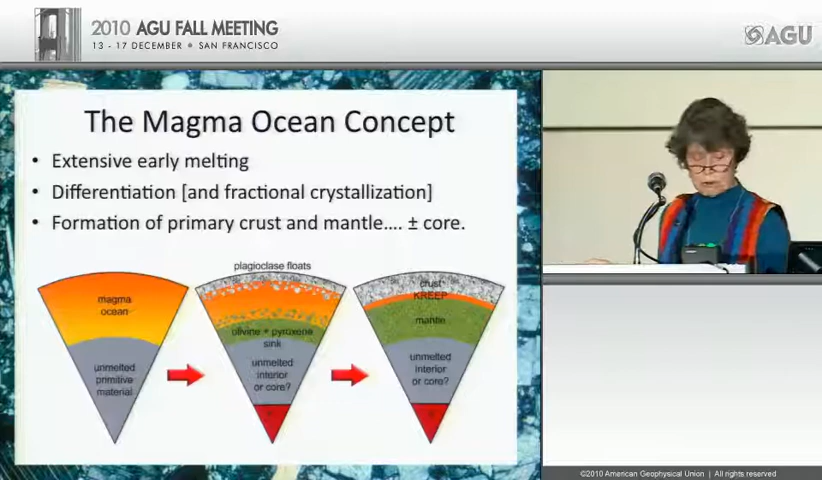 2010 AGU FALL MEETING
13 - 17 DECEMBER • SAN FRANCISCO
AGU
The Magma Ocean Concept
• Extensive early melting
• Differentiation [and fractional crystallization]
• Formation of primary crust and mantle.... ± core.
magma
ocean
unmelted
primitive
material
plagioclase floats
olivine + pyroxene
sink
unmelted
interior
or core?
crust
KREEP
mantle
unmelted
interior
or core?
©2010 American Geophysical Union | All rights reserved